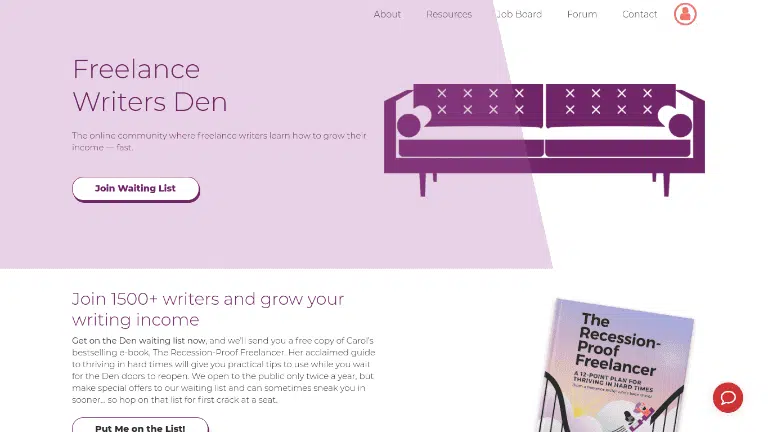 About Resources Job Board Forum Contact
Freelance
Writers Den
The online community where freelance writers learn how to grow their
income — fast.
Join Waiting List
Join 1500+ writers and grow your
writing income
Get on the Den waiting list now, and we'll send you a free copy of Carol's
bestselling e-book, The Recession-Proof Freelancer. Her acclaimed guide
to thriving in hard times will give you practical tips to use while you wait
for the Den doors to reopen. We open to the public only twice a year, but
make special offers to our waiting list and can sometimes sneak you in
sooner... so hop on that list for first crack at a seat.
Put Me on the List!
The
Recession-
Proof
Freelancer
A 12-POINT PLAN FOR
THRIVING IN HARD TIMES